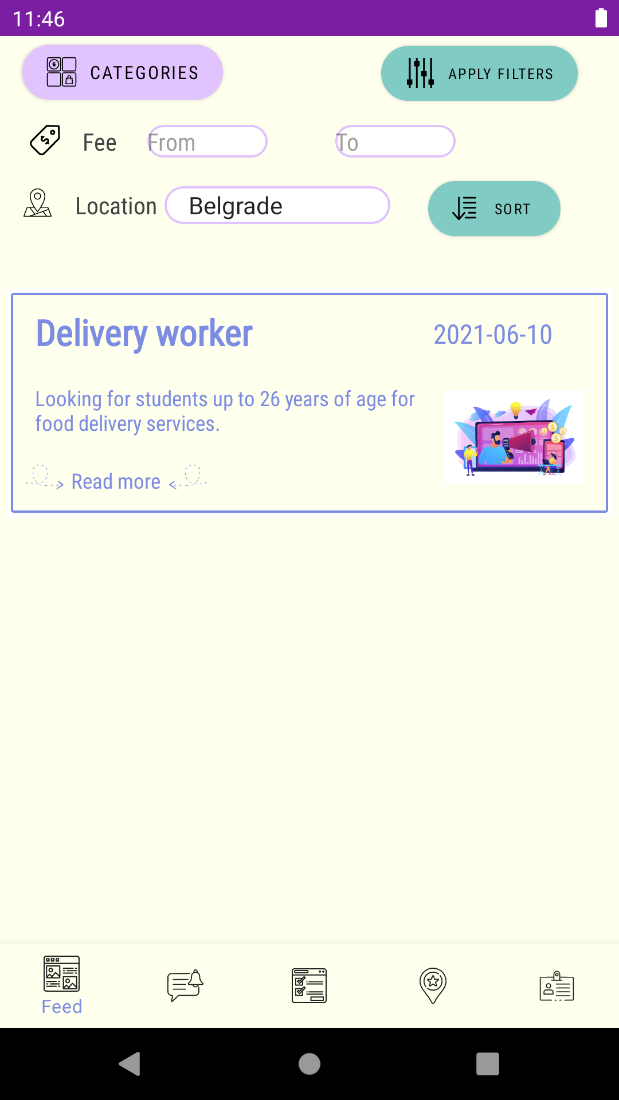 11:46
CATEGORIES
APPLY FILTERS
Fee From To
Location Belgrade
SORT
Delivery worker 2021-06-10
Looking for students up to 26 years of age for
food delivery services.
Read more
Feed